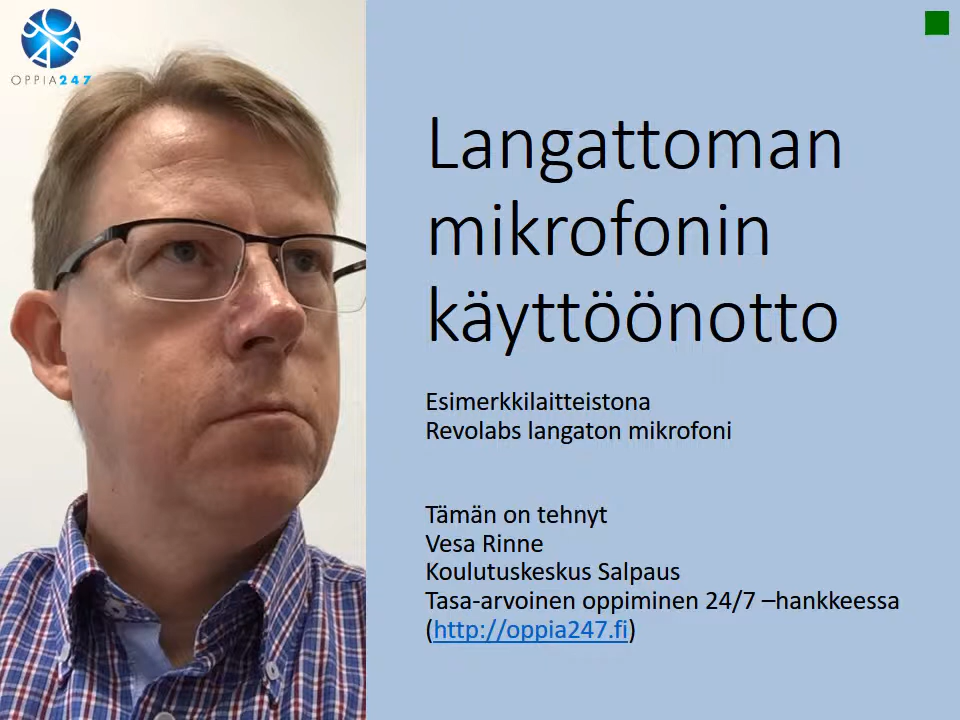 OPPIA247
Langattoman
mikrofonin
käyttöönotto
Esimerkkilaitteistona
Revolabs langaton mikrofoni
Tämän on tehnyt
Vesa Rinne
Koulutuskeskus Salpaus
Tasa-arvoinen oppiminen 24/7 –hankkeessa
(http://oppia247.fi)